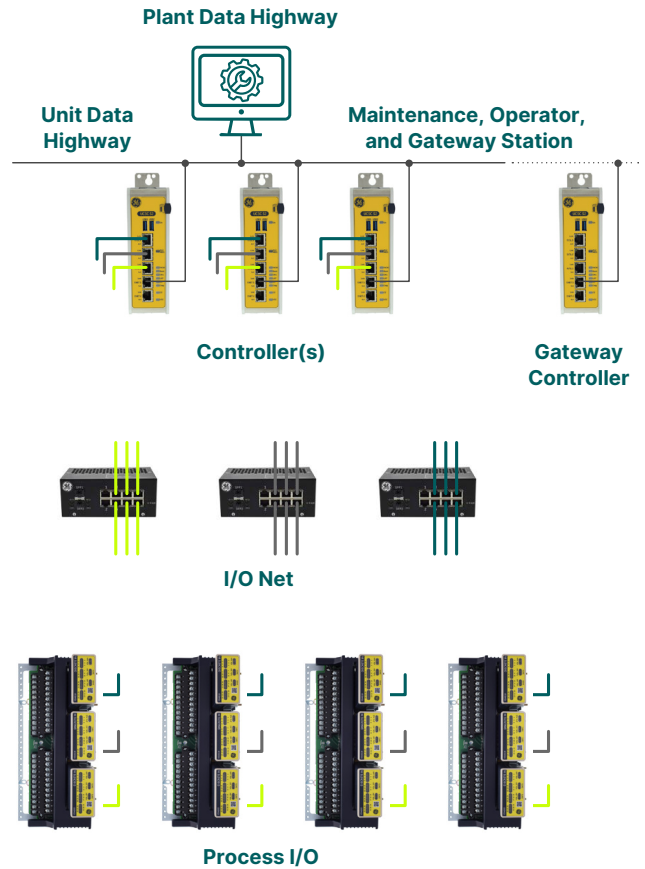 Plant Data Highway
Unit Data
Highway
Maintenance, Operator,
and Gateway Station
Controller(s)
Gateway
Controller
I/O Net
Process I/O